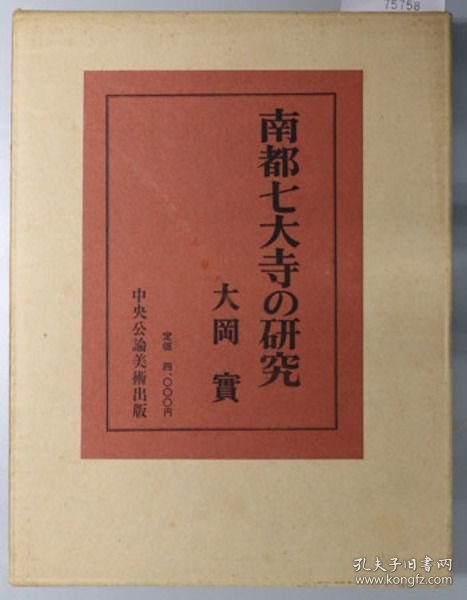 75758
南都七大寺の研究
大岡實
定価 四、〇〇〇円
中央公論美術出版
孔夫子旧书网
www.kongfz.com